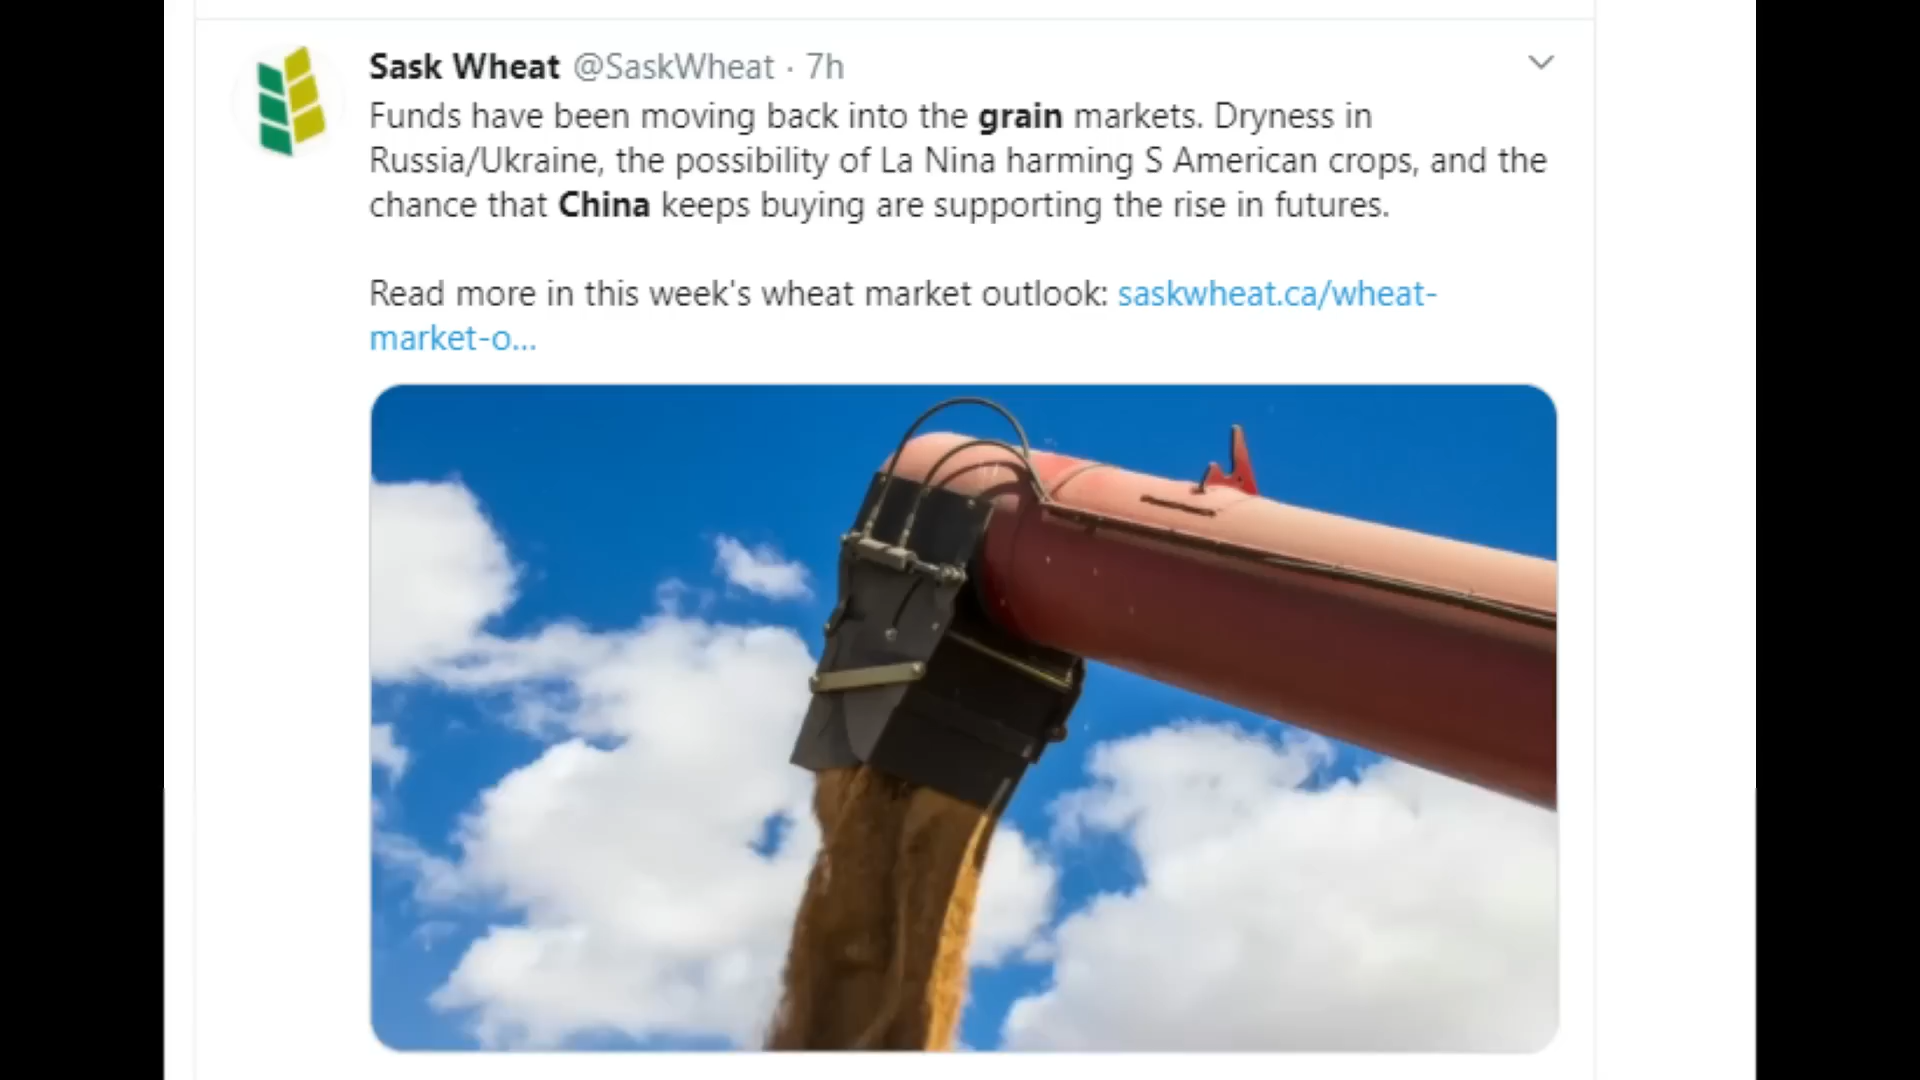 Sask Wheat @SaskWheat · 7h
Funds have been moving back into the grain markets. Dryness in
Russia/Ukraine, the possibility of La Nina harming S American crops, and the
chance that China keeps buying are supporting the rise in futures.
Read more in this week's wheat market outlook: saskwheat.ca/wheat-
market-o...